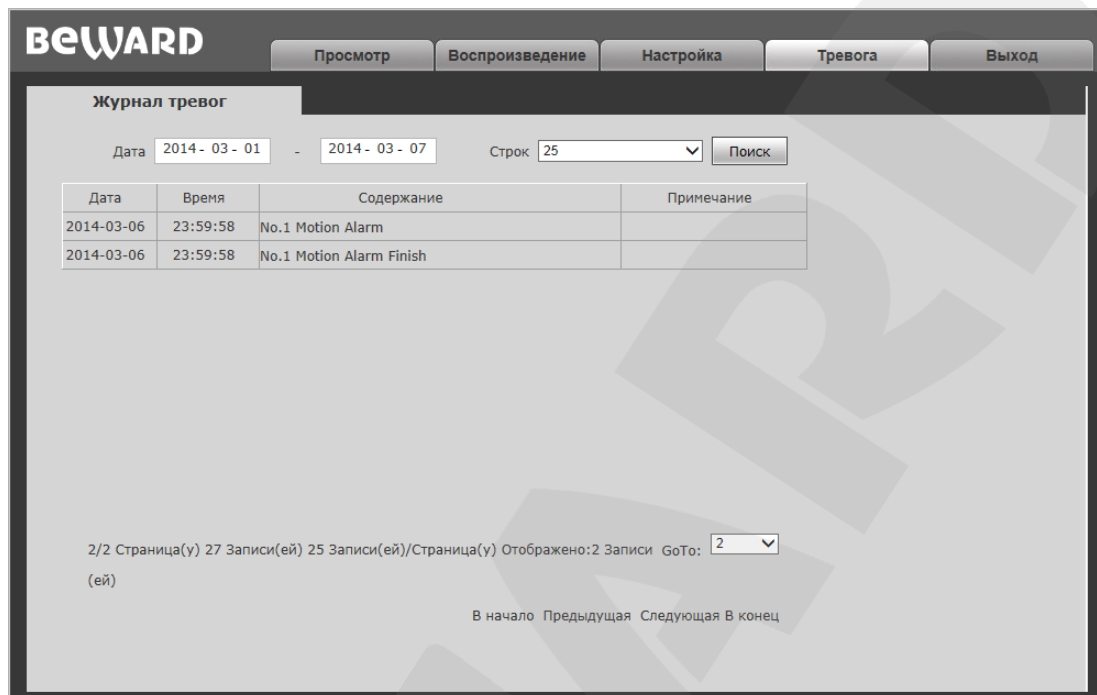 BEWARD
Просмотр Воспроизведение Настройка Тревога Выход
Журнал тревог
Дата 2014 - 03 - 01 - 2014 - 03 - 07 Строк 25 Поиск
Дата Время Содержание Примечание
2014-03-06 23:59:58 No.1 Motion Alarm
2014-03-06 23:59:58 No.1 Motion Alarm Finish
2/2 Страница(у) 27 Записи(ей) 25 Записи(ей)/Страница(у) Отображено:2 Записи GoTo: 2
(ей)
В начало Предыдущая Следующая В конец